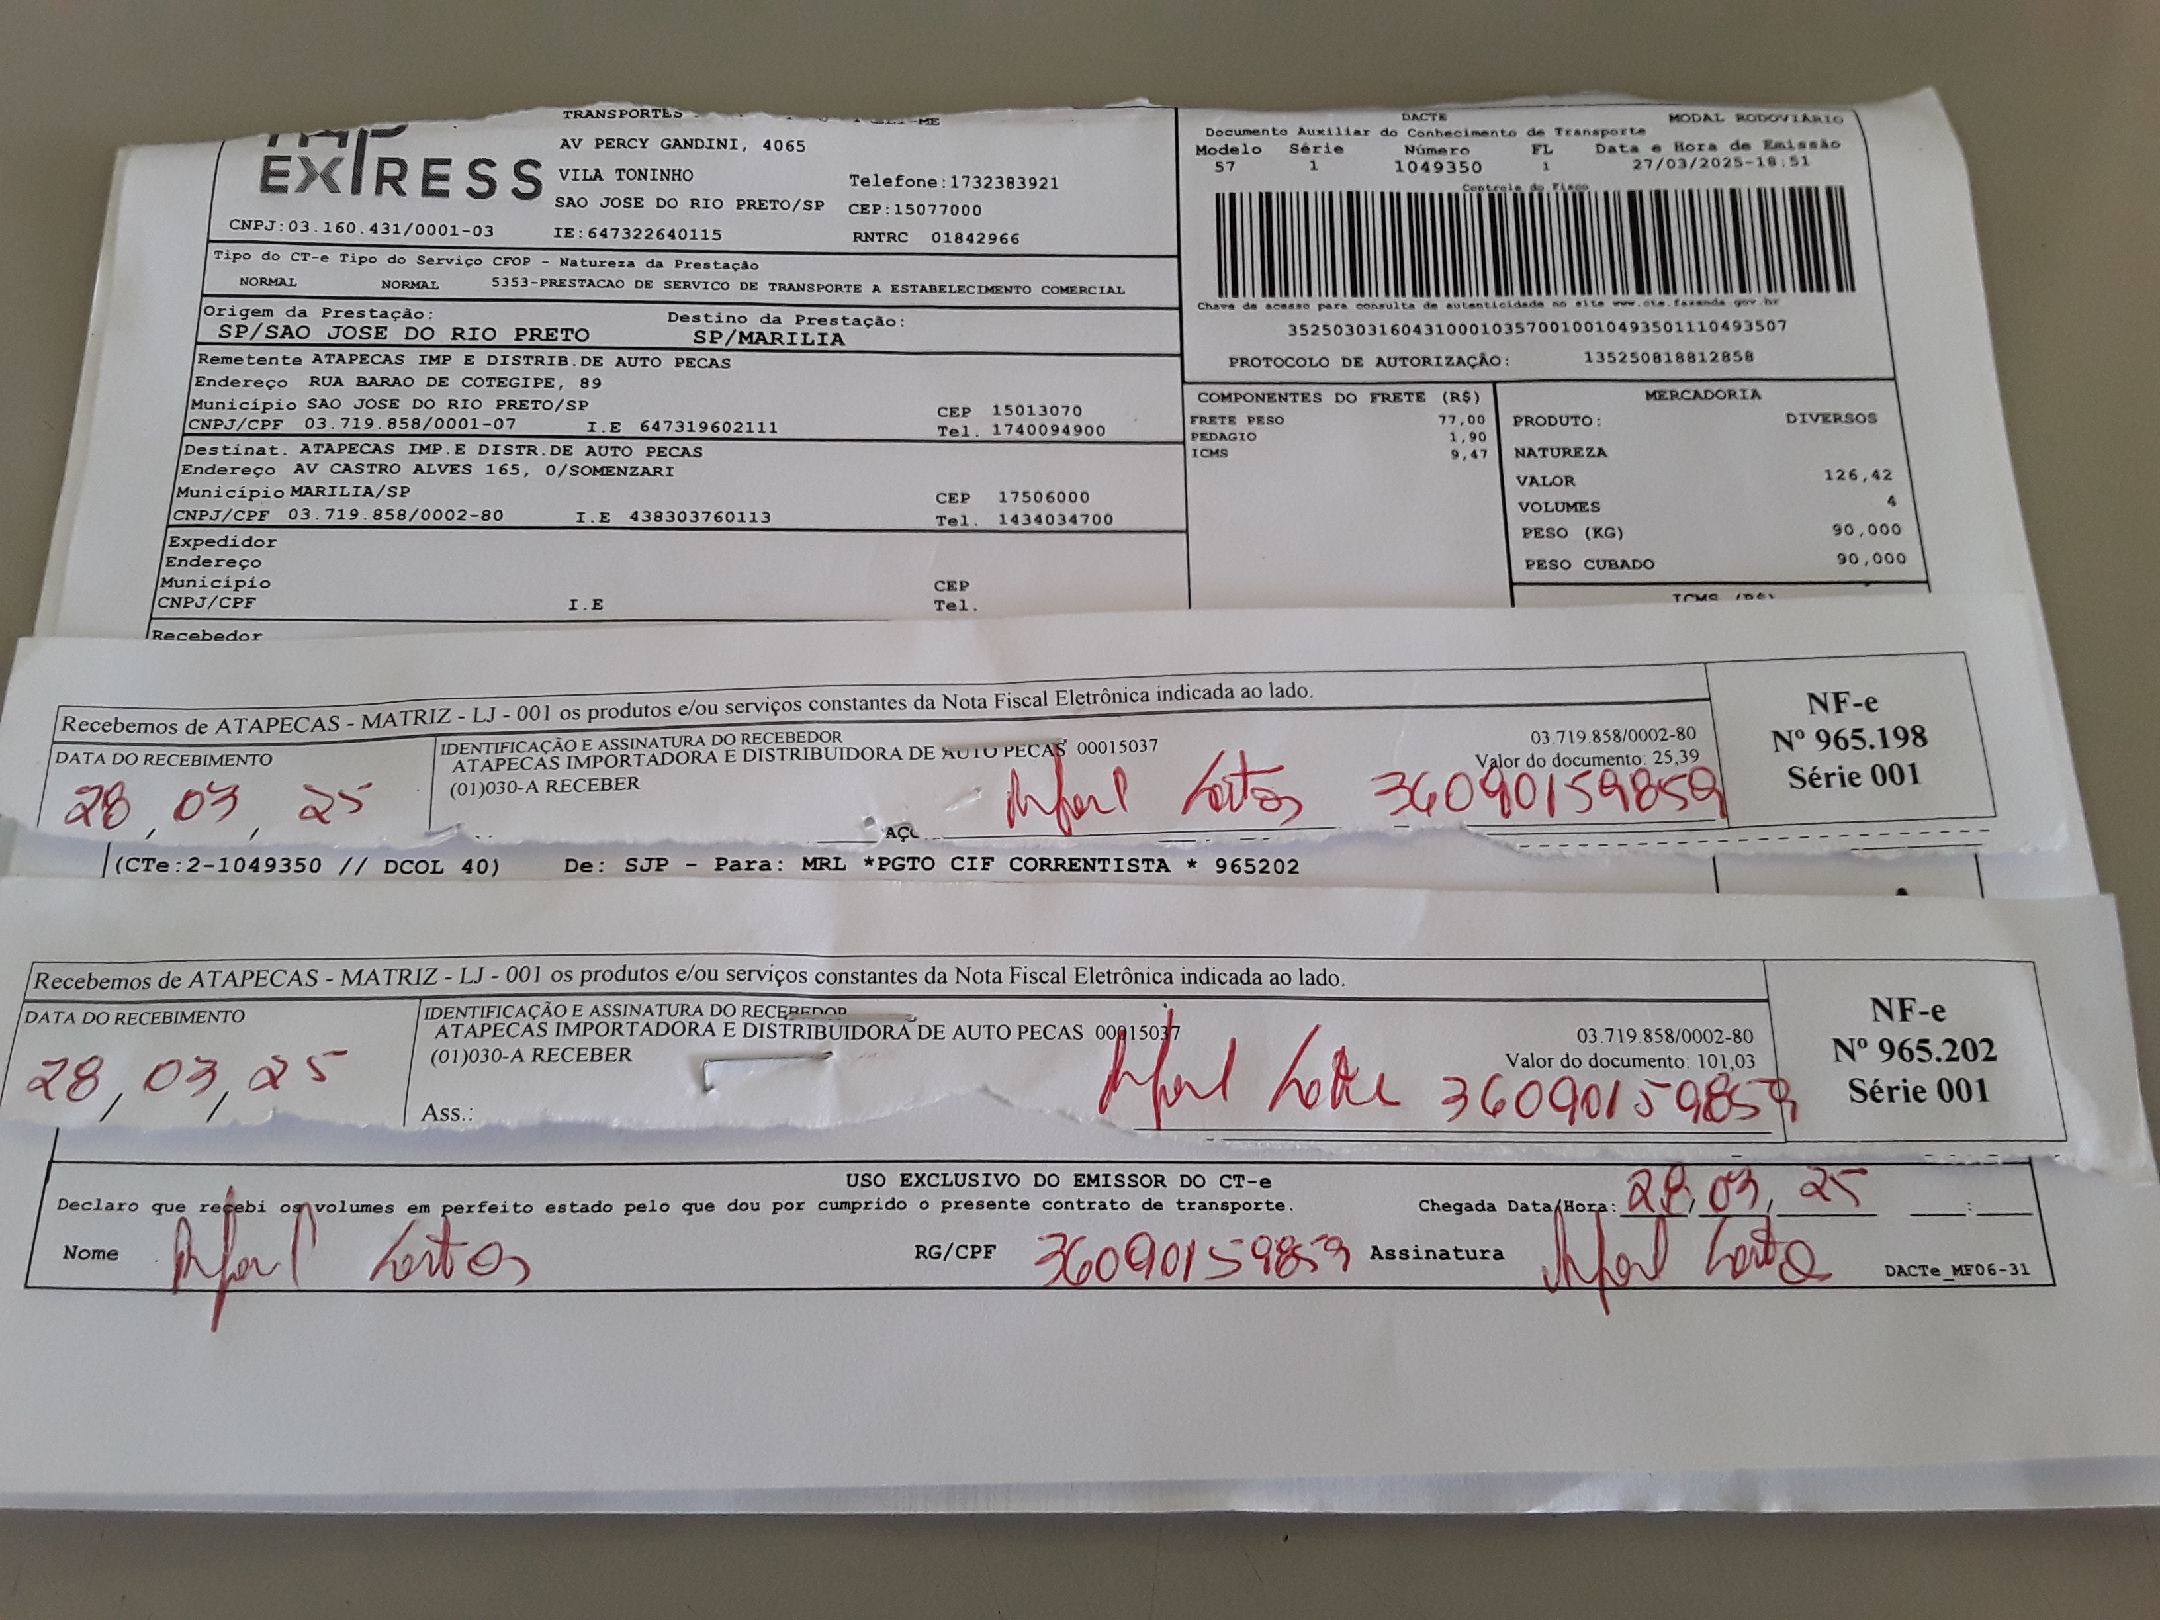 EXPRESS
TRANSPORTES
AV PERCY GANDINI, 4065
VILA TONINHO Telefone:1732383921
SAO JOSE DO RIO PRETO/SP CEP:15077000
CNPJ:03.160.431/0001-03 IE:647322640115 RNTRC 01842966
DACTE MODAL RODOVIÁRIO
Documento Auxiliar do Conhecimento de Transporte
Modelo Série Número FL Data e Hora de Emissão
57 1 1049350 1 27/03/2025-18:51
Controle do Fisco
Chave de acesso para consulta de autenticidade no site www.cte.fazenda.gov.br
35250303160431000103570010010493501110493507
PROTOCOLO DE AUTORIZAÇÃO: 135250818812858
Tipo do CT-e Tipo do Serviço CFOP - Natureza da Prestação
NORMAL NORMAL 5353-PRESTACAO DE SERVICO DE TRANSPORTE A ESTABELECIMENTO COMERCIAL
Origem da Prestação: Destino da Prestação:
SP/SAO JOSE DO RIO PRETO SP/MARILIA
Remetente ATAPECAS IMP E DISTRIB.DE AUTO PECAS
Endereço RUA BARAO DE COTEGIPE, 89
Município SAO JOSE DO RIO PRETO/SP CEP 15013070
CNPJ/CPF 03.719.858/0001-07 I.E 647319602111 Tel. 1740094900
Destinat. ATAPECAS IMP.E DISTR.DE AUTO PECAS
Endereço AV CASTRO ALVES 165, 0/SOMENZARI
Município MARILIA/SP CEP 17506000
CNPJ/CPF 03.719.858/0002-80 I.E 438303760113 Tel. 1434034700
Expedidor
Endereço
Município CEP
CNPJ/CPF I.E Tel.
Recebedor
COMPONENTES DO FRETE (R$)
FRETE PESO 77,00
PEDAGIO 1,90
ICMS 9,47
MERCADORIA
PRODUTO: DIVERSOS
NATUREZA
VALOR 126,42
VOLUMES 4
PESO (KG) 90,000
PESO CUBADO 90,000
ICMS (R$)
Recebemos de ATAPECAS - MATRIZ - LJ - 001 os produtos e/ou serviços constantes da Nota Fiscal Eletrônica indicada ao lado.
DATA DO RECEBIMENTO
28, 03, 25
IDENTIFICAÇÃO E ASSINATURA DO RECEBEDOR
ATAPECAS IMPORTADORA E DISTRIBUIDORA DE AUTO PECAS 00015037
(01)030-A RECEBER
03.719.858/0002-80
Valor do documento: 25,39
36090159859
NF-e
Nº 965.198
Série 001
(CTe:2-1049350 // DCOL 40) De: SJP - Para: MRL *PGTO CIF CORRENTISTA * 965202
Recebemos de ATAPECAS - MATRIZ - LJ - 001 os produtos e/ou serviços constantes da Nota Fiscal Eletrônica indicada ao lado.
DATA DO RECEBIMENTO
28, 03, 25
IDENTIFICAÇÃO E ASSINATURA DO RECEBEDOR
ATAPECAS IMPORTADORA E DISTRIBUIDORA DE AUTO PECAS 00015037
(01)030-A RECEBER
Ass.:
03.719.858/0002-80
Valor do documento: 101,03
36090159859
NF-e
Nº 965.202
Série 001
USO EXCLUSIVO DO EMISSOR DO CT-e
Declaro que recebi os volumes em perfeito estado pelo que dou por cumprido o presente contrato de transporte. Chegada Data/Hora: 28, 03, 25 ___:___
Nome RG/CPF 36090159859 Assinatura
DACTe_MF06-31